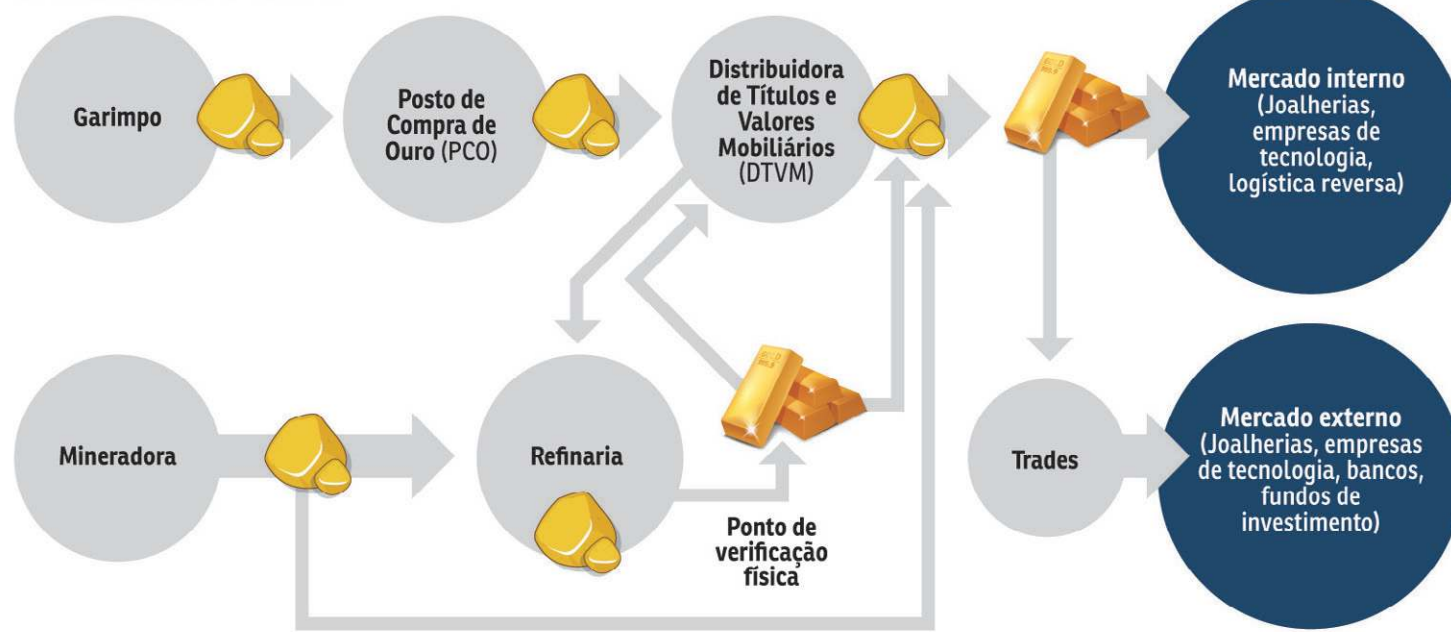 Garimpo
Posto de
Compra de
Ouro (PCO)
Distribuidora
de Títulos e
Valores
Mobiliários
(DTVM)
Mercado interno
(Joalherias,
empresas de
tecnologia,
logística reversa)
Mineradora
Refinaria
Ponto de
verificação
física
Trades
Mercado externo
(Joalherias, empresas
de tecnologia, bancos,
fundos de
investimento)